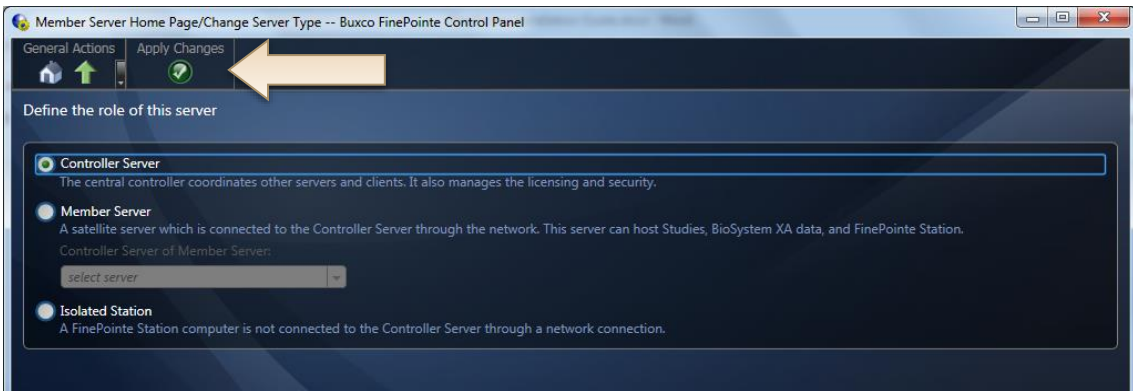 Member Server Home Page/Change Server Type -- Buxco FinePointe Control Panel
General Actions Apply Changes
Define the role of this server
Controller Server
The central controller coordinates other servers and clients. It also manages the licensing and security.
Member Server
A satellite server which is connected to the Controller Server through the network. This server can host Studies, BioSystem XA data, and FinePointe Station.
Controller Server of Member Server:
select server
Isolated Station
A FinePointe Station computer is not connected to the Controller Server through a network connection.